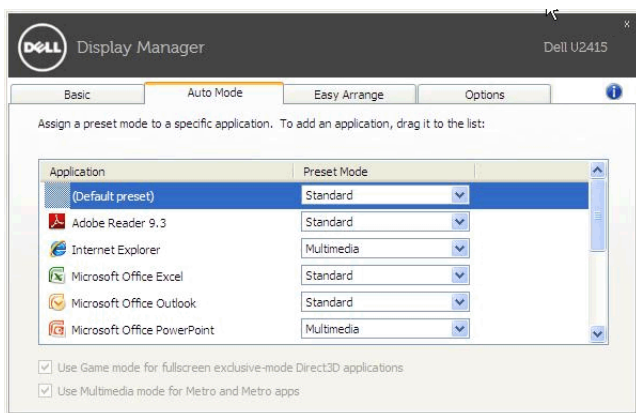 DELL Display Manager Dell U2415
x
Basic Auto Mode Easy Arrange Options i
Assign a preset mode to a specific application. To add an application, drag it to the list:
Application Preset Mode
(Default preset) Standard
Adobe Reader 9.3 Standard
Internet Explorer Multimedia
Microsoft Office Excel Standard
Microsoft Office Outlook Standard
Microsoft Office PowerPoint Multimedia
Use Game mode for fullscreen exclusive-mode Direct3D applications
Use Multimedia mode for Metro and Metro apps